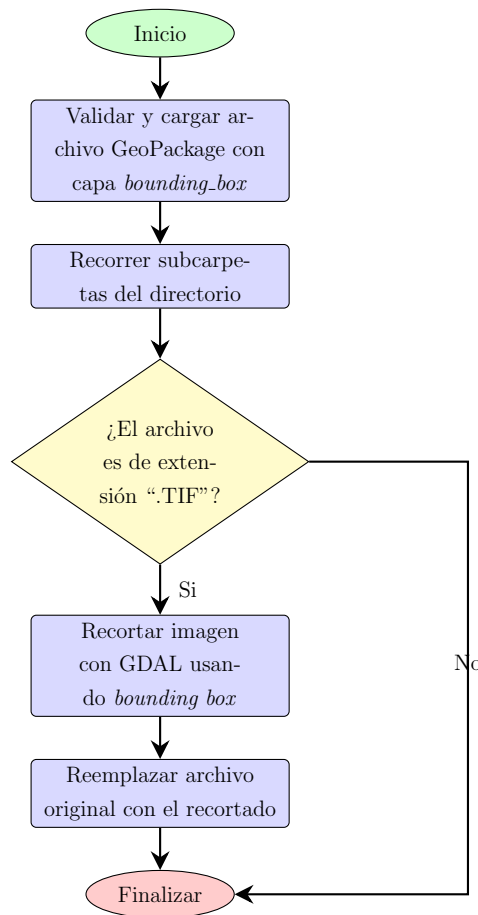 Inicio
Validar y cargar ar-
chivo GeoPackage con
capa bounding_box
Recorrer subcarpe-
tas del directorio
¿El archivo
es de exten-
sión “.TIF”?
Si
Recortar imagen
con GDAL usan-
do bounding box
No
Reemplazar archivo
original con el recortado
Finalizar